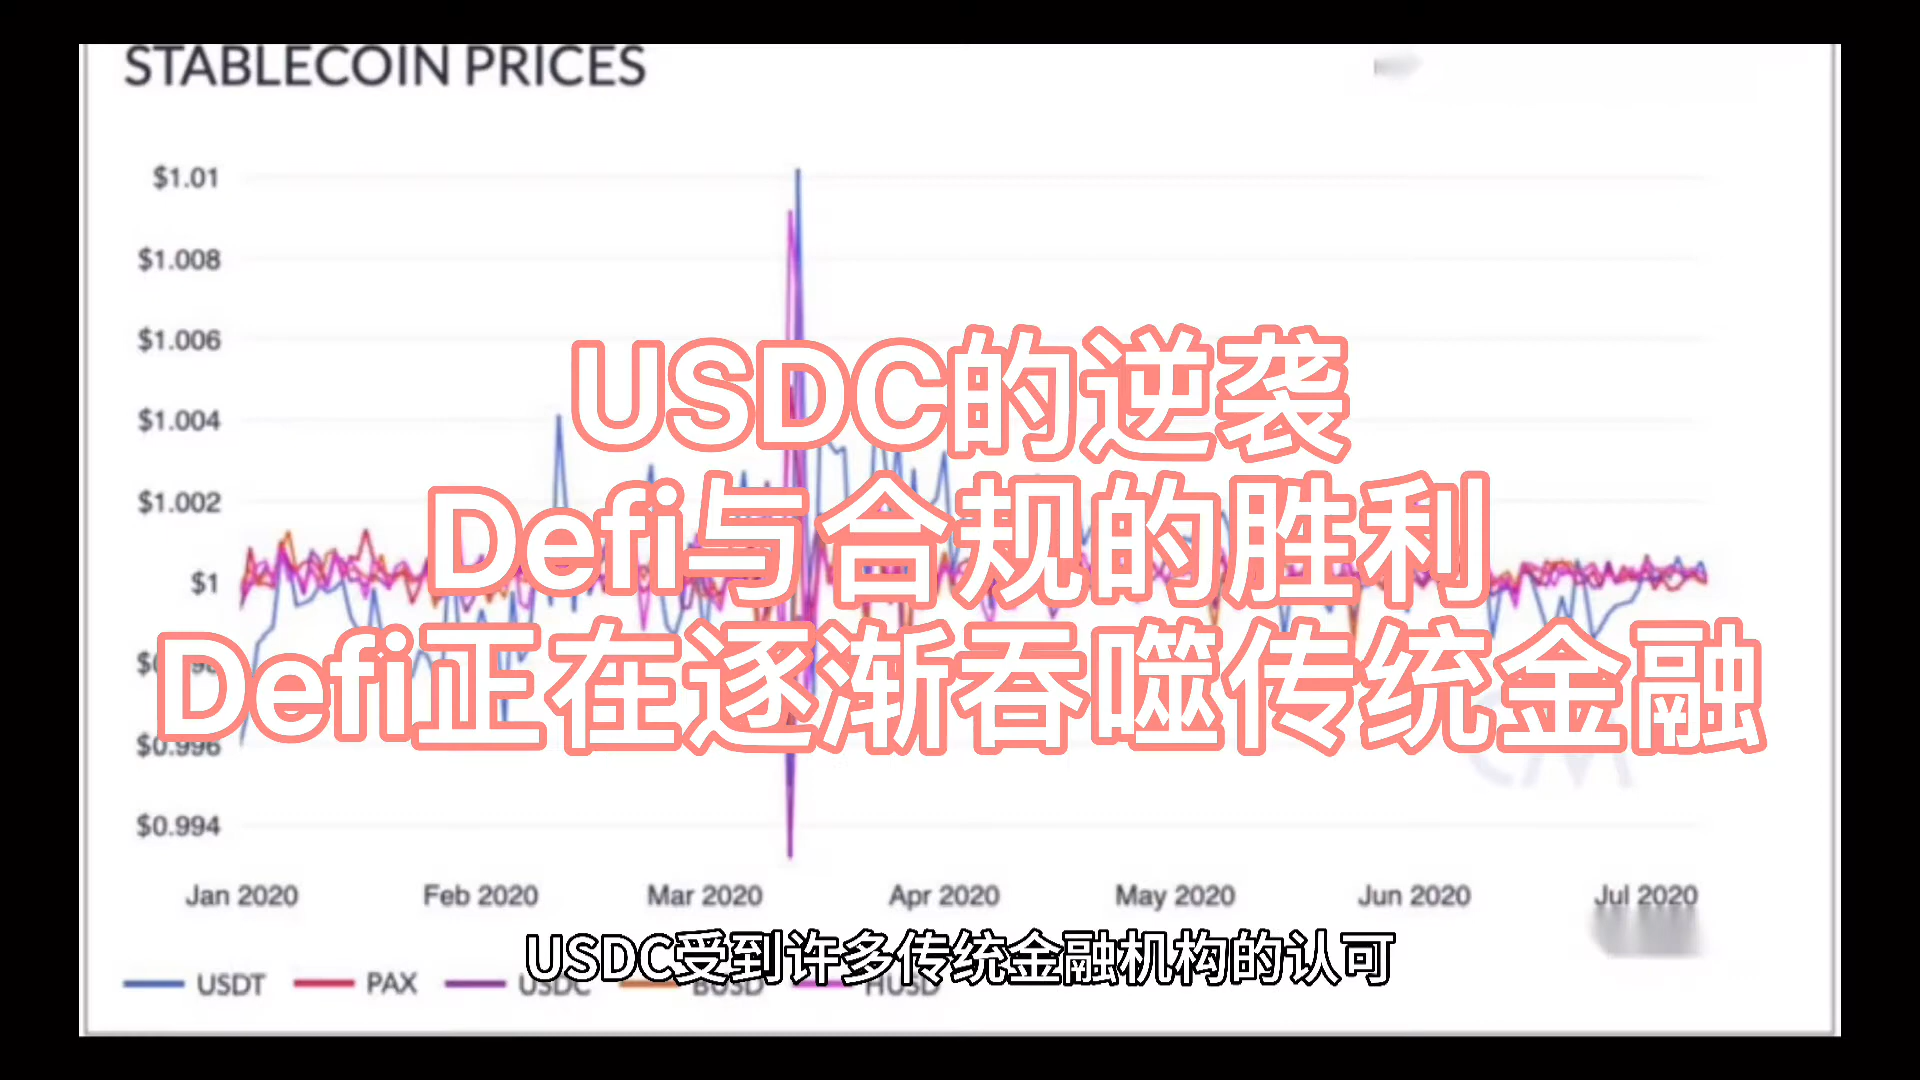 STABLECOIN PRICES
$1.01
$1.008
$1.006
$1.004
$1.002
$1
$0.996
$0.994
USDC的逆袭
Defi与合规的胜利
Defi正在逐渐吞噬传统金融
Jan 2020 Feb 2020 Mar 2020 Apr 2020 May 2020 Jun 2020 Jul 2020
USDC受到许多传统金融机构的认可
USDT PAX USDC BUSD HUSD